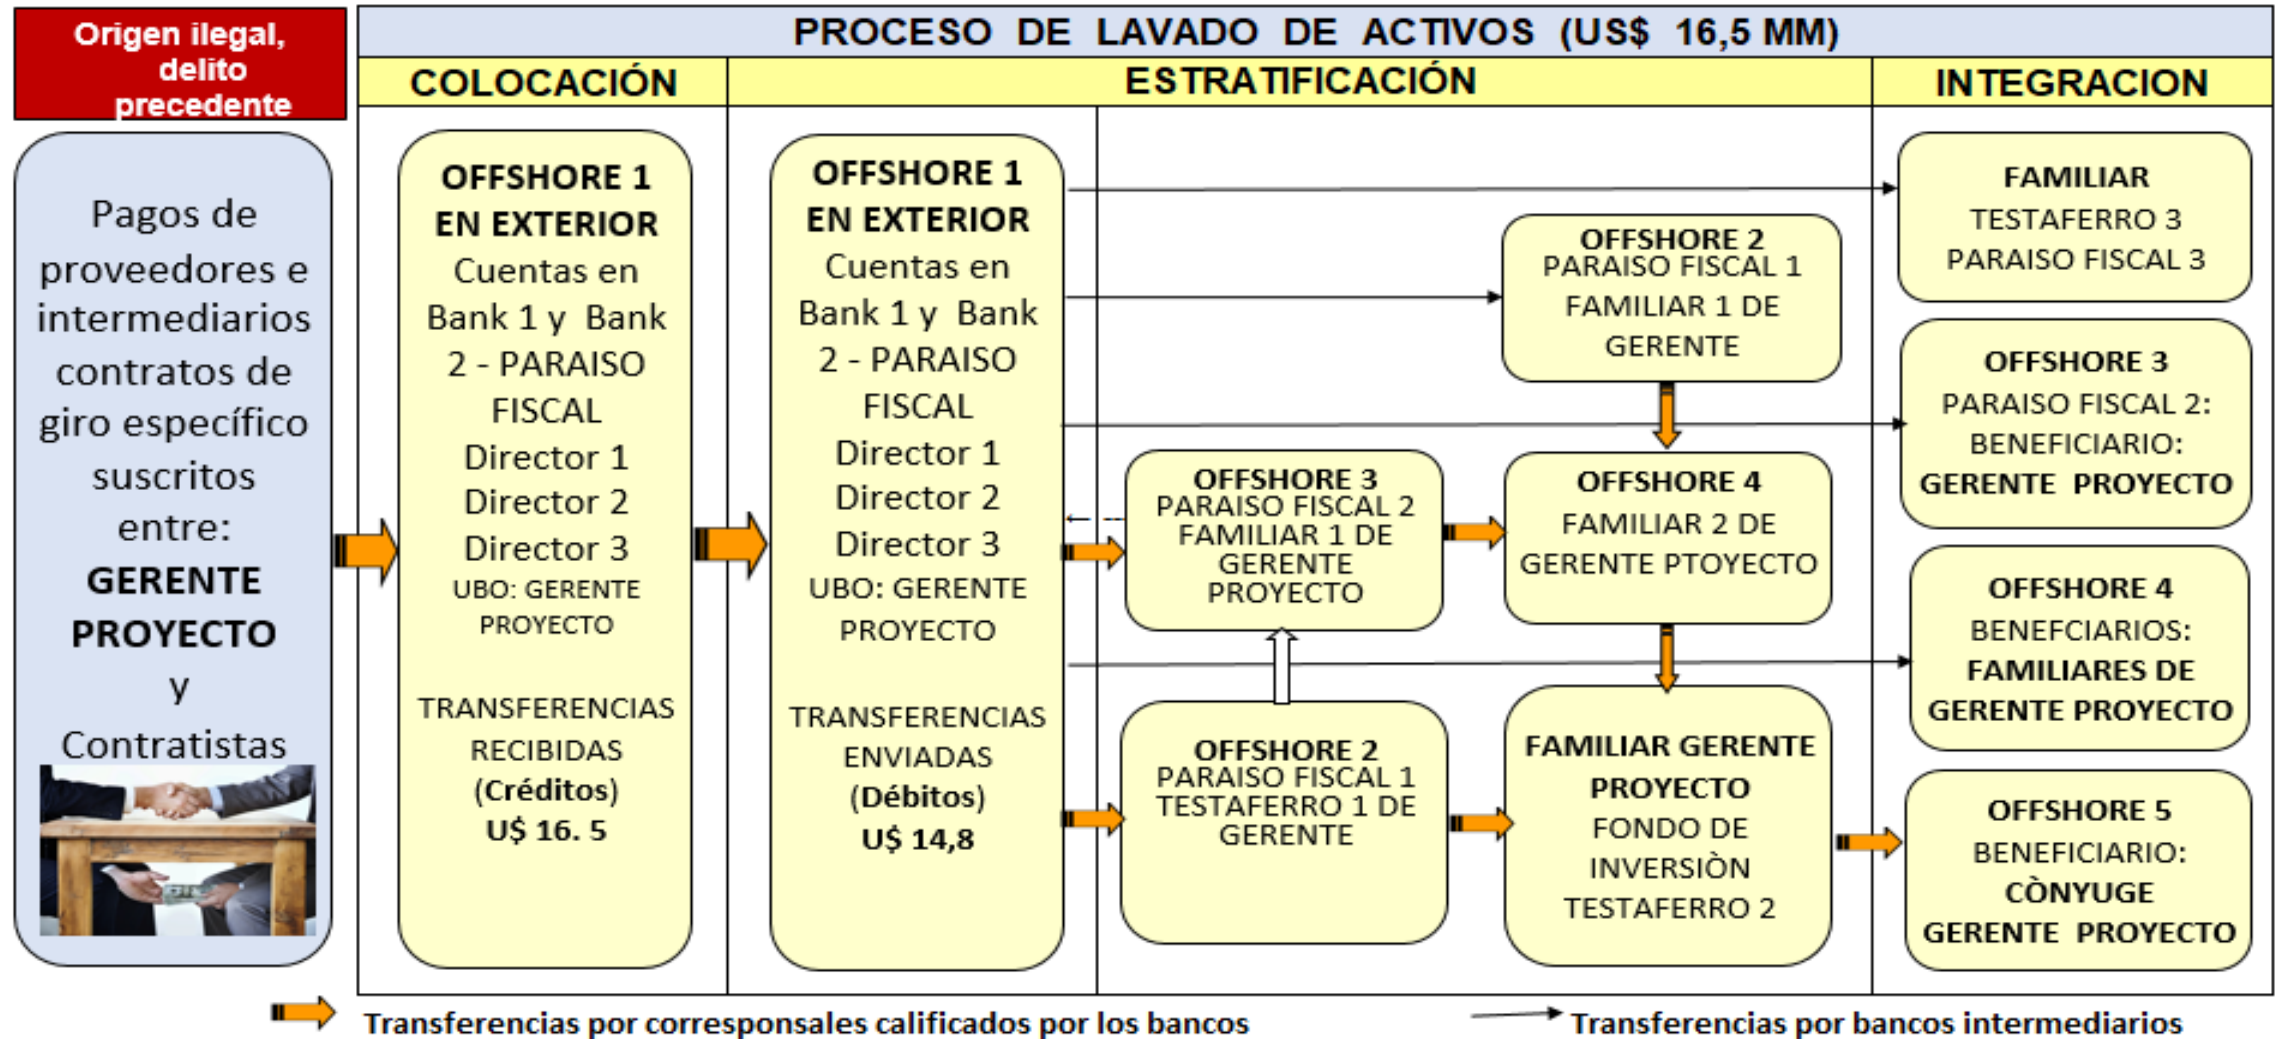 Origen ilegal,
delito
precedente
PROCESO DE LAVADO DE ACTIVOS (US$ 16,5 MM)
COLOCACIÓN
ESTRATIFICACIÓN
INTEGRACION
Pagos de
proveedores e
intermediarios
contratos de
giro específico
suscritos
entre:
GERENTE
PROYECTO
y
Contratistas
OFFSHORE 1
EN EXTERIOR
Cuentas en
Bank 1 y Bank
2 - PARAISO
FISCAL
Director 1
Director 2
Director 3
UBO: GERENTE
PROYECTO
TRANSFERENCIAS
RECIBIDAS
(Créditos)
U$ 16. 5
OFFSHORE 1
EN EXTERIOR
Cuentas en
Bank 1 y Bank
2 - PARAISO
FISCAL
Director 1
Director 2
Director 3
UBO: GERENTE
PROYECTO
TRANSFERENCIAS
ENVIADAS
(Débitos)
U$ 14,8
OFFSHORE 3
PARAISO FISCAL 2
FAMILIAR 1 DE
GERENTE
PROYECTO
OFFSHORE 2
PARAISO FISCAL 1
TESTAFERRO 1 DE
GERENTE
OFFSHORE 2
PARAISO FISCAL 1
FAMILIAR 1 DE
GERENTE
OFFSHORE 4
FAMILIAR 2 DE
GERENTE PTOYECTO
FAMILIAR GERENTE
PROYECTO
FONDO DE
INVERSIÒN
TESTAFERRO 2
FAMILIAR
TESTAFERRO 3
PARAISO FISCAL 3
OFFSHORE 3
PARAISO FISCAL 2:
BENEFICIARIO:
GERENTE PROYECTO
OFFSHORE 4
BENEFCIARIOS:
FAMILIARES DE
GERENTE PROYECTO
OFFSHORE 5
BENEFICIARIO:
CÒNYUGE
GERENTE PROYECTO
Transferencias por corresponsales calificados por los bancos
Transferencias por bancos intermediarios